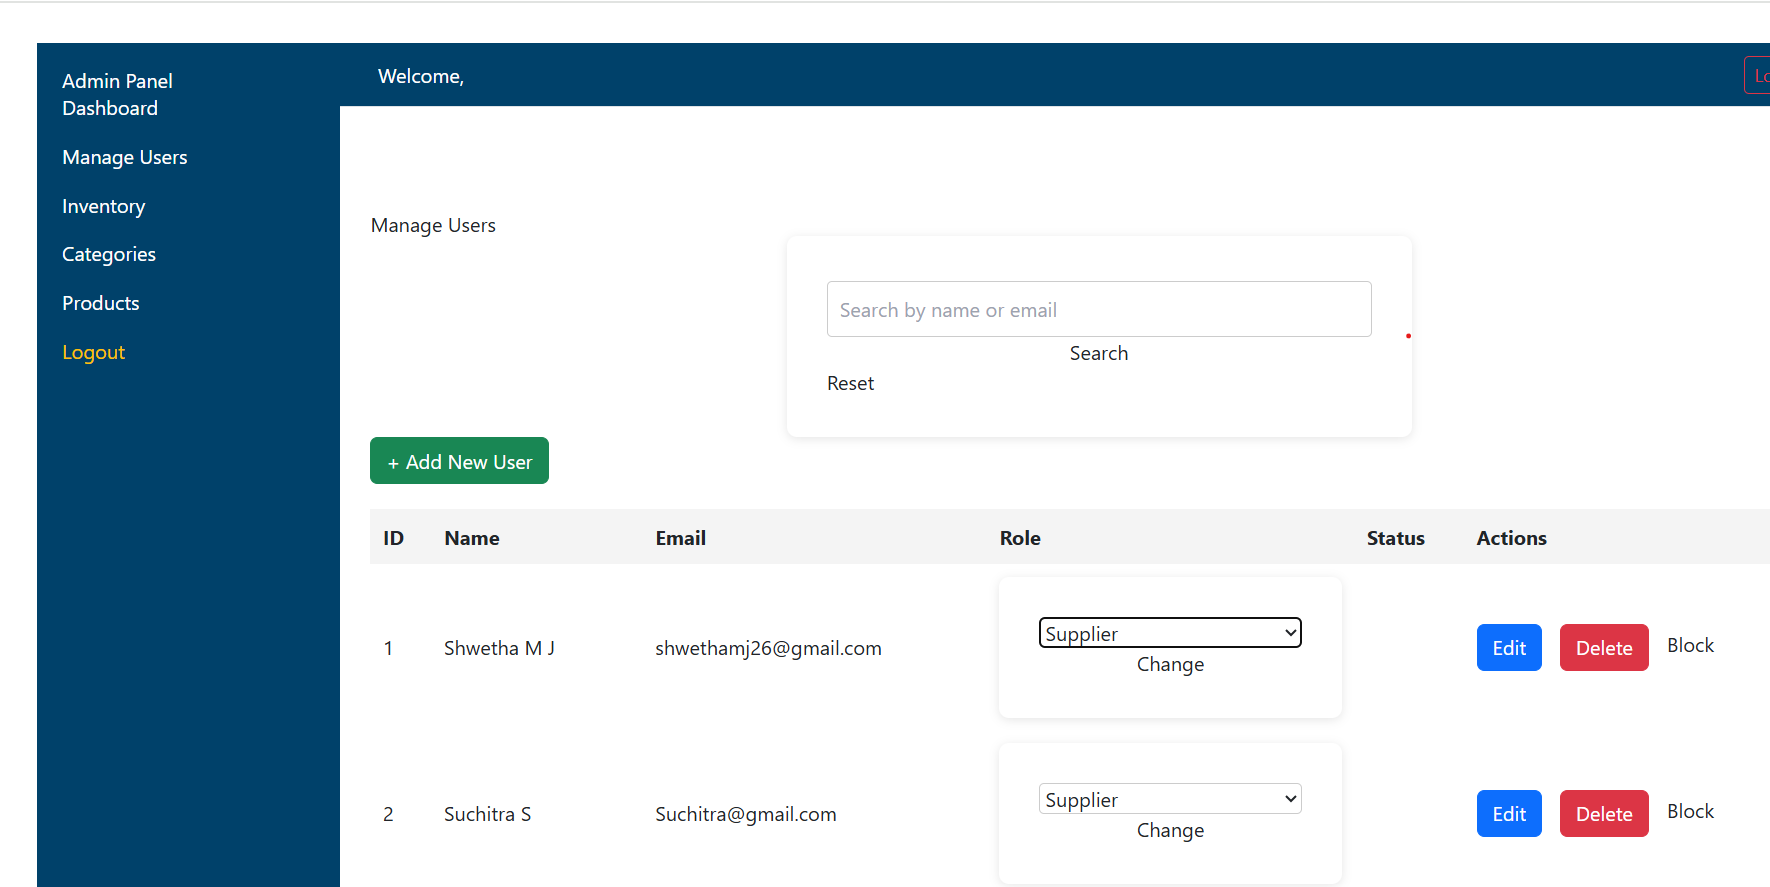 Admin Panel
Dashboard
Manage Users
Inventory
Categories
Products
Logout
Welcome,
Manage Users
Search by name or email
Search
Reset
+ Add New User
ID Name Email Role Status Actions
1 Shwetha M J shwethamj26@gmail.com Supplier Edit Delete Block
Change
2 Suchitra S Suchitra@gmail.com Supplier Edit Delete Block
Change